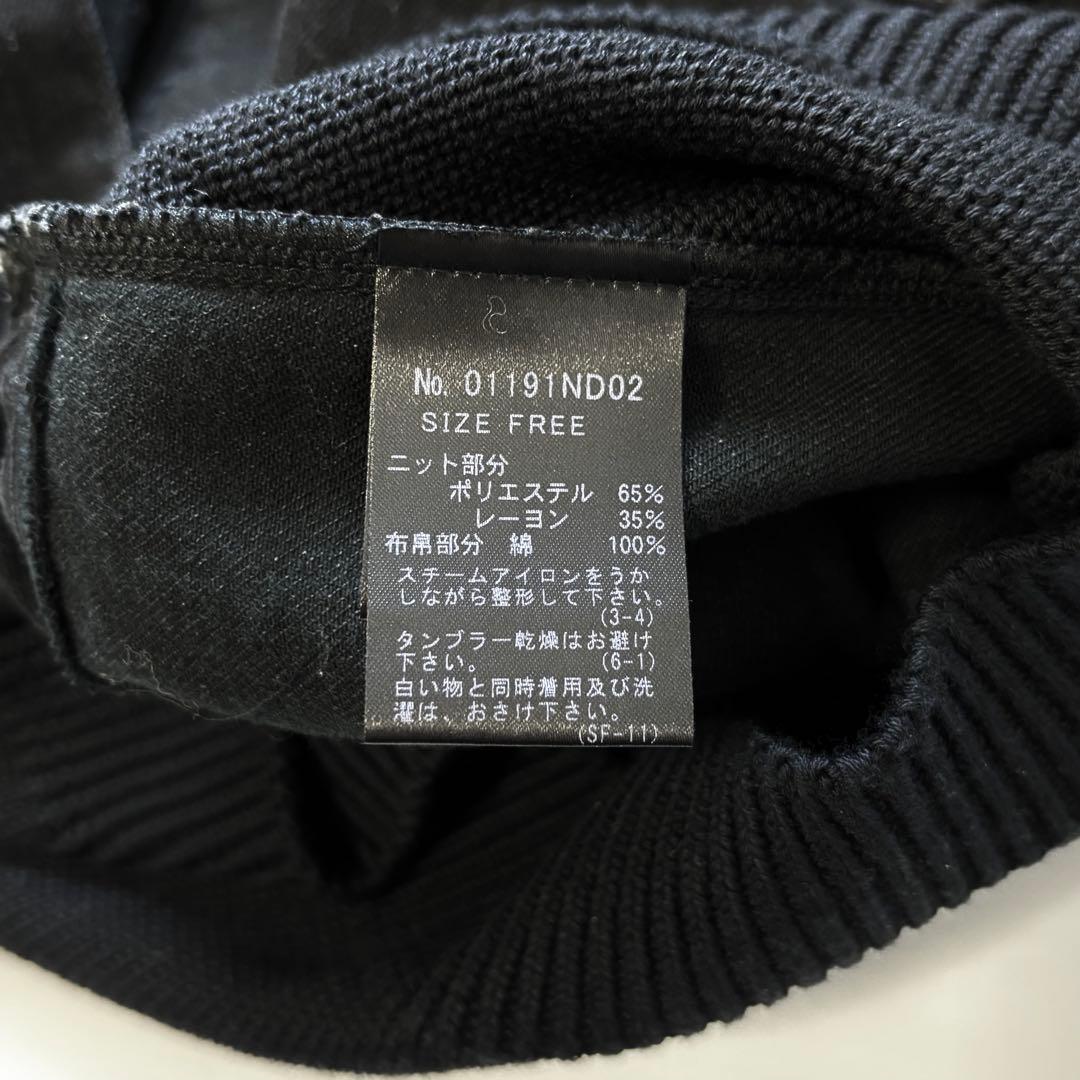 № 01191ND02
SIZE FREE
ニット部分
ポリエステル 65%
レーヨン 35%
布帛部分 綿 100%
スチームアイロンをうか
しながら整形して下さい。
(3-4)
タンブラー乾燥はお避け
下さい。 (6-1)
白い物と同時着用及び洗
濯は、おさけ下さい。
(SF-11)